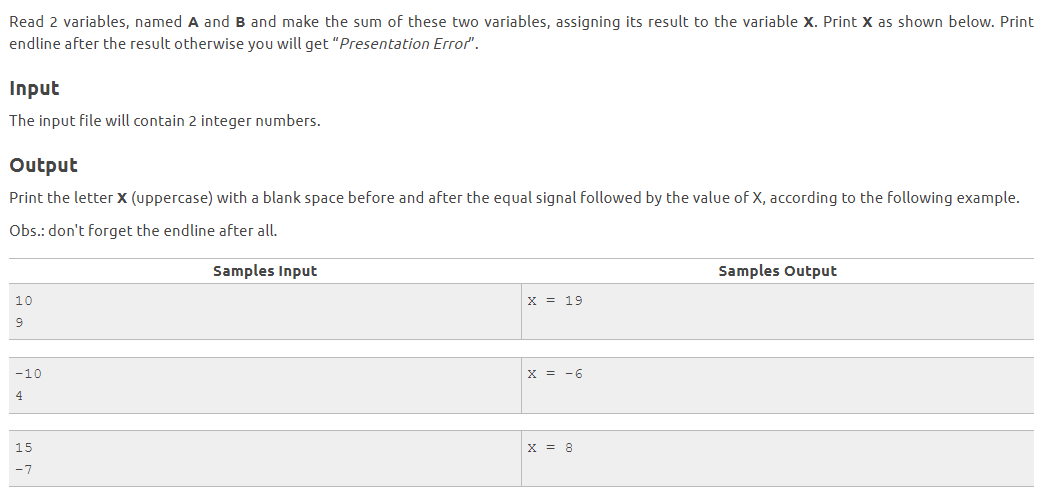 Read 2 variables, named A and B and make the sum of these two variables, assigning its result to the variable X. Print X as shown below. Print
endline after the result otherwise you will get "Presentation Error".
Input
The input file will contain 2 integer numbers.
Output
Print the letter X (uppercase) with a blank space before and after the equal signal followed by the value of X, according to the following example.
Obs.: don't forget the endline after all.
Samples Input Samples Output
10 X = 19
9
-10 X = -6
4
15 X = 8
-7